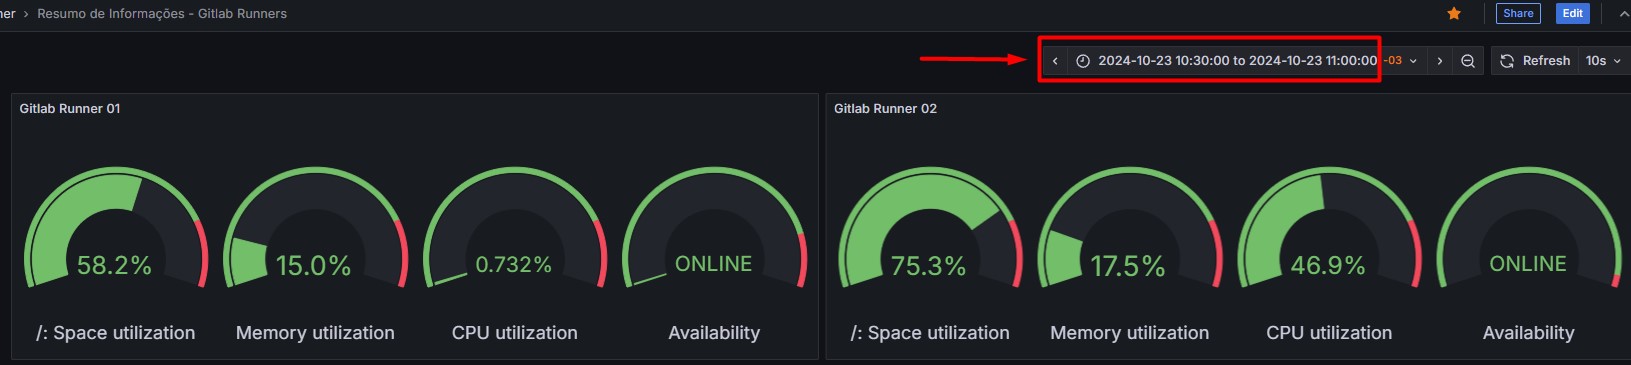 ner › Resumo de Informações - Gitlab Runners
Share
Edit
2024-10-23 10:30:00 to 2024-10-23 11:00:00 -03
Refresh
10s
Gitlab Runner 01
58.2%
15.0%
0.732%
ONLINE
/: Space utilization
Memory utilization
CPU utilization
Availability
Gitlab Runner 02
75.3%
17.5%
46.9%
ONLINE
/: Space utilization
Memory utilization
CPU utilization
Availability